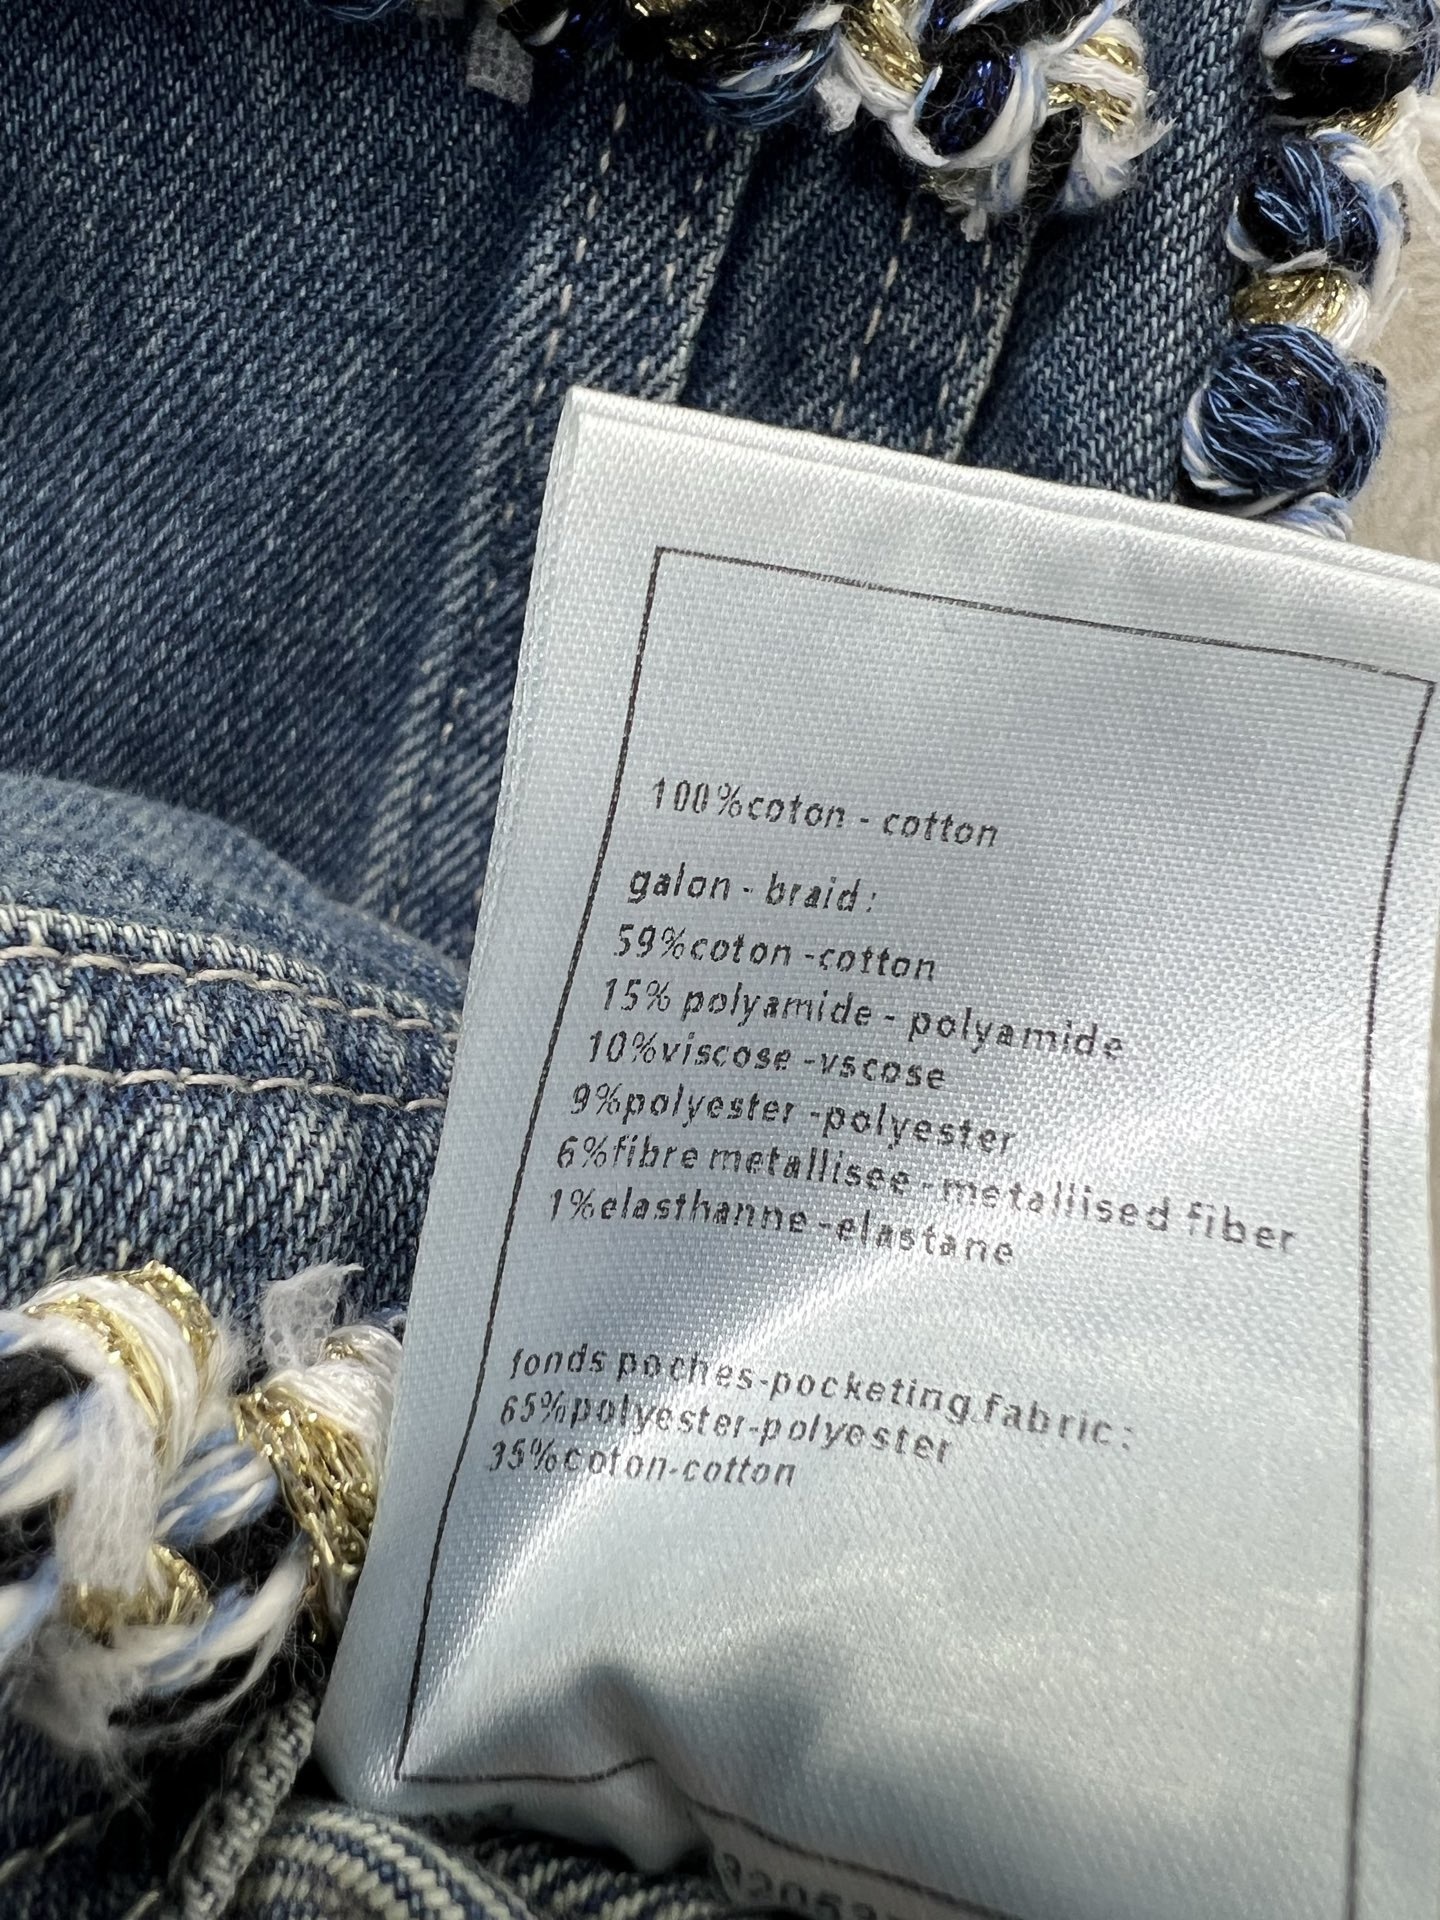 100%coton - cotton
galon - braid :
59%coton -cotton
15% polyamide - polyamide
10%viscose -vscose
9%polyester -polyester
6%fibre metallisee - metallised fiber
1%elasthanne -elastane
fonds poches-pocketing fabric :
65%polyester-polyester
35%coton-cotton